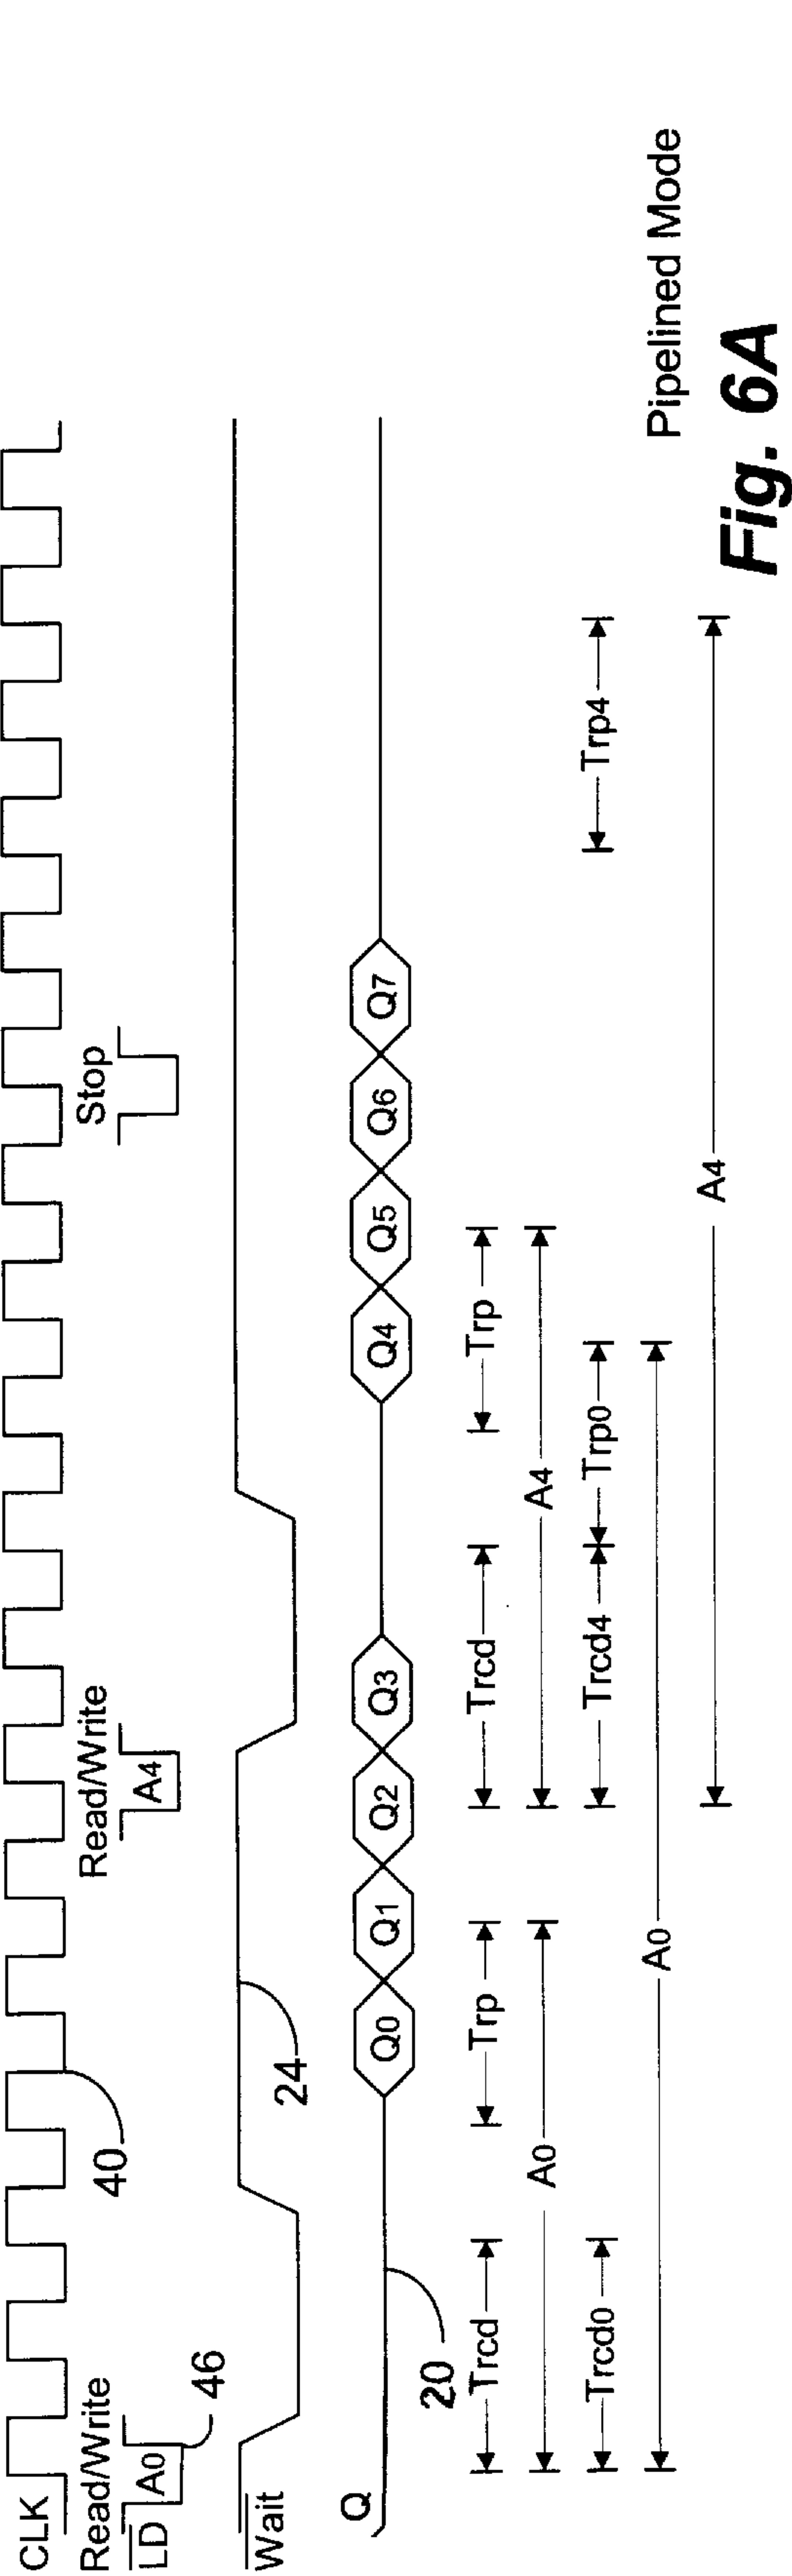 CLK
40
Read/Write
Read/Write
Stop
LD
A0
A4
46
Wait
24
Q
Q0
Q1
Q2
Q3
Q4
Q5
Q6
Q7
20
Trcd
Trp
Trcd
Trp
A0
A4
Trcd0
Trcd4
Trp0
Trp4
A0
A4
Pipelined Mode
Fig. 6A